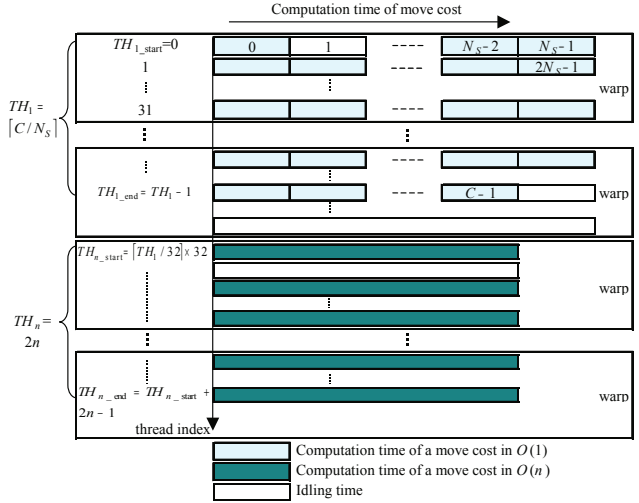 Computation time of move cost
TH1_start=0 0 1 ---- NS−2 NS−1
1 ---- 2NS−1
warp
31 ----
TH1 =
⌈C/NS⌉
TH1_end = TH1 − 1 ---- C−1
warp
THn_start = ⌈TH1 /32⌉ × 32
warp
THn =
2n
THn_end = THn_start +
2n − 1
warp
thread index
Computation time of a move cost in O(1)
Computation time of a move cost in O(n)
Idling time